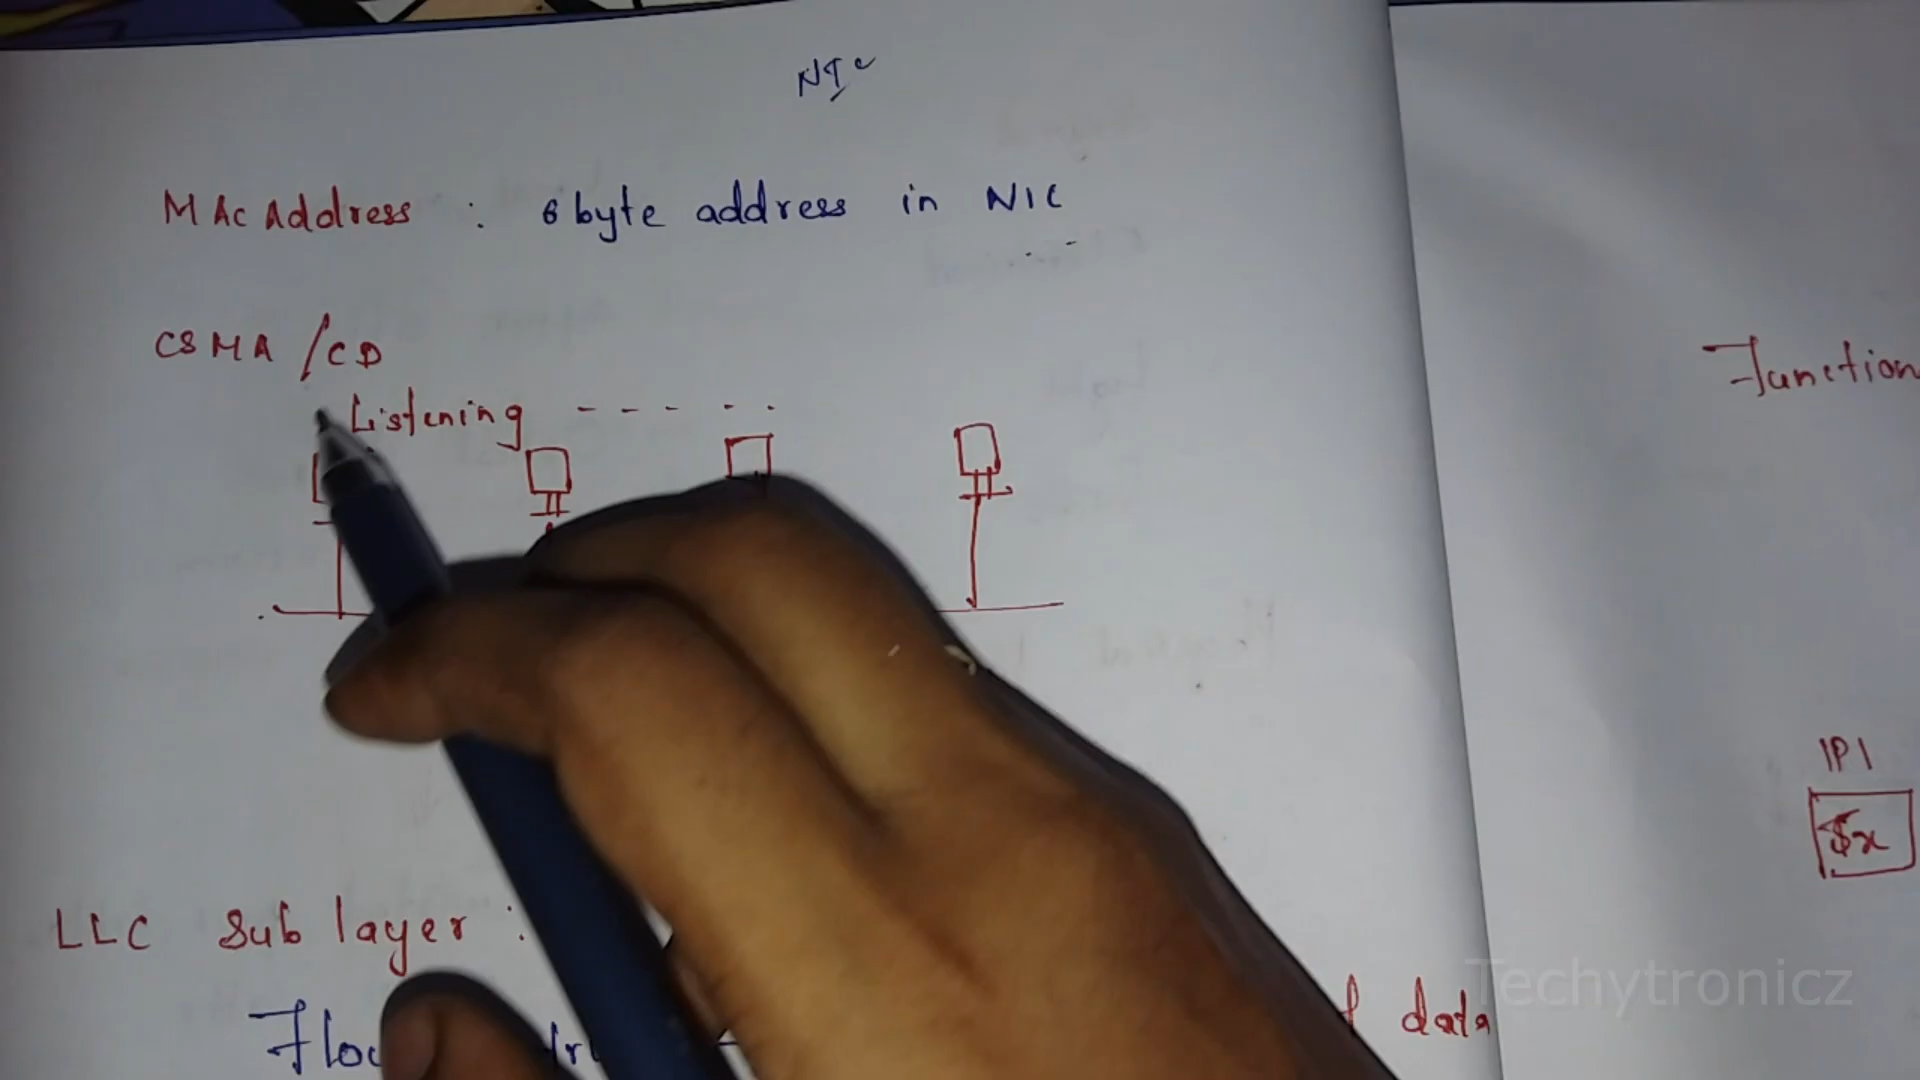 NIC
MAC Address : 6 byte address in NIC
CSMA / CD
Listening - - - - -
LLC Sub layer :
data
Function
IP1
Techytronicz